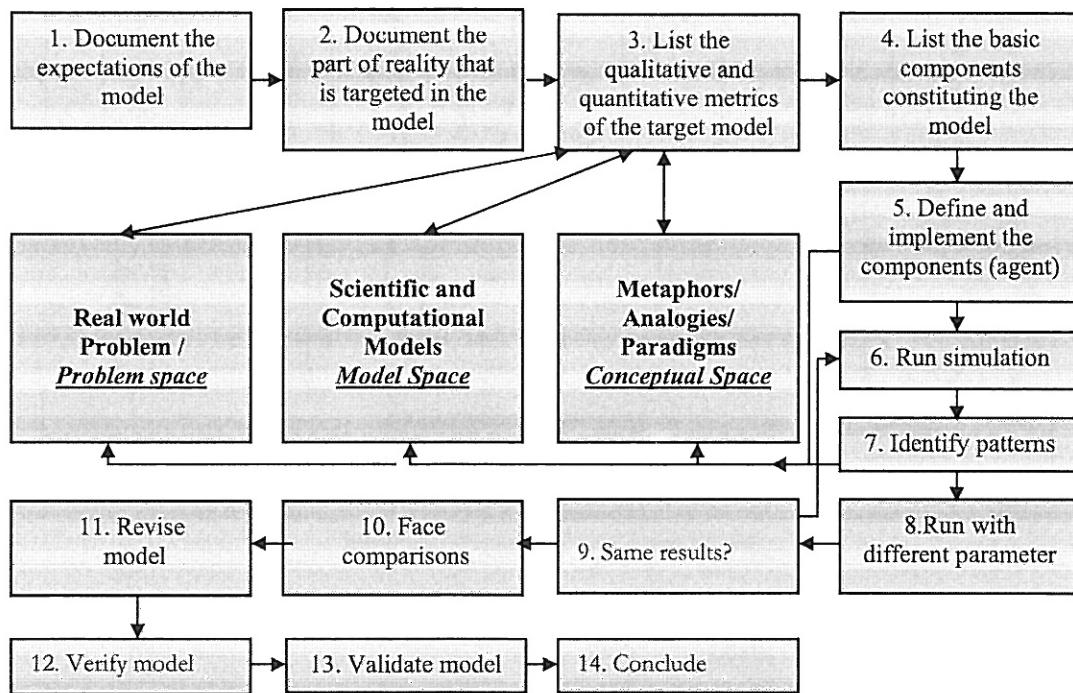 1. Document the
expectations of the
model
2. Document the
part of reality that
is targeted in the
model
3. List the
qualitative and
quantitative metrics
of the target model
4. List the basic
components
constituting the
model
5. Define and
implement the
components (agent)
Real world
Problem /
Problem space
Scientific and
Computational
Models
Model Space
Metaphors/
Analogies/
Paradigms
Conceptual Space
6. Run simulation
7. Identify patterns
8.Run with
different parameter
9. Same results?
10. Face
comparisons
11. Revise
model
12. Verify model
13. Validate model
14. Conclude